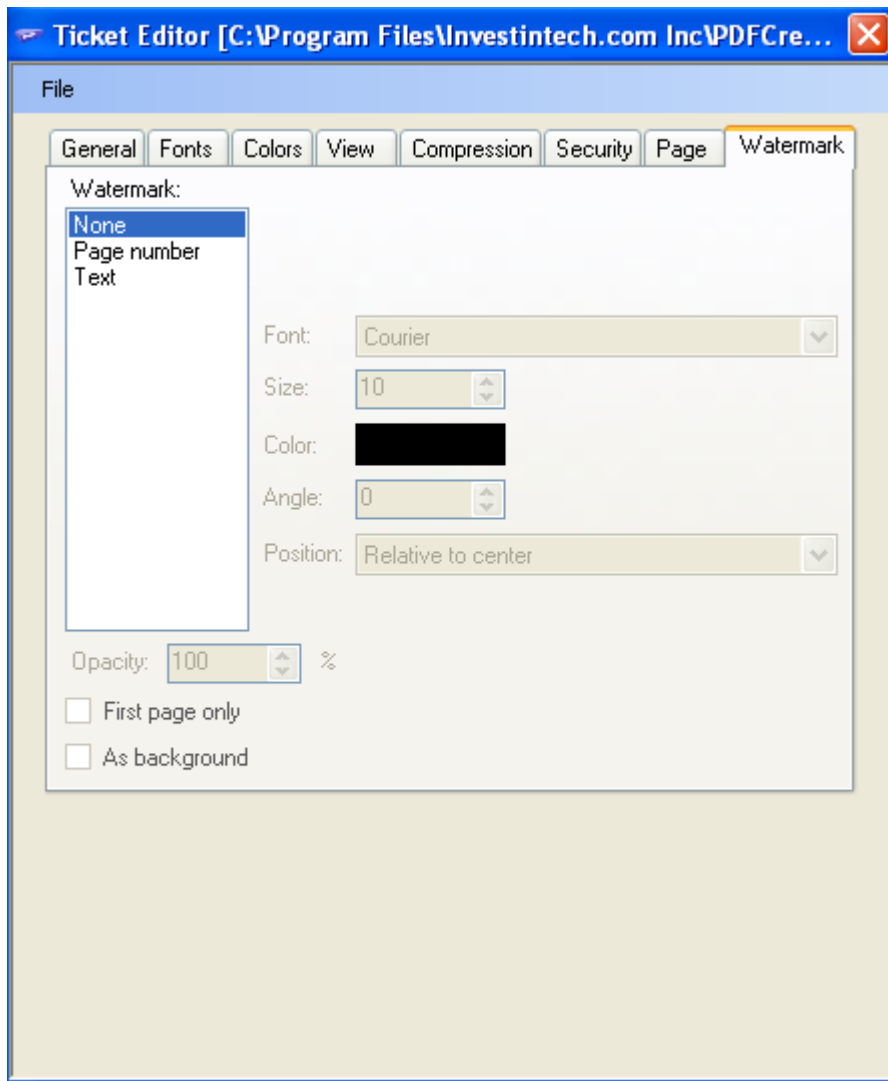 Ticket Editor [C:\Program Files\Investintech.com Inc\PDFCre...
File
General Fonts Colors View Compression Security Page Watermark
Watermark:
None
Page number
Text
Font: Courier
Size: 10
Color:
Angle: 0
Position: Relative to center
Opacity: 100 %
First page only
As background